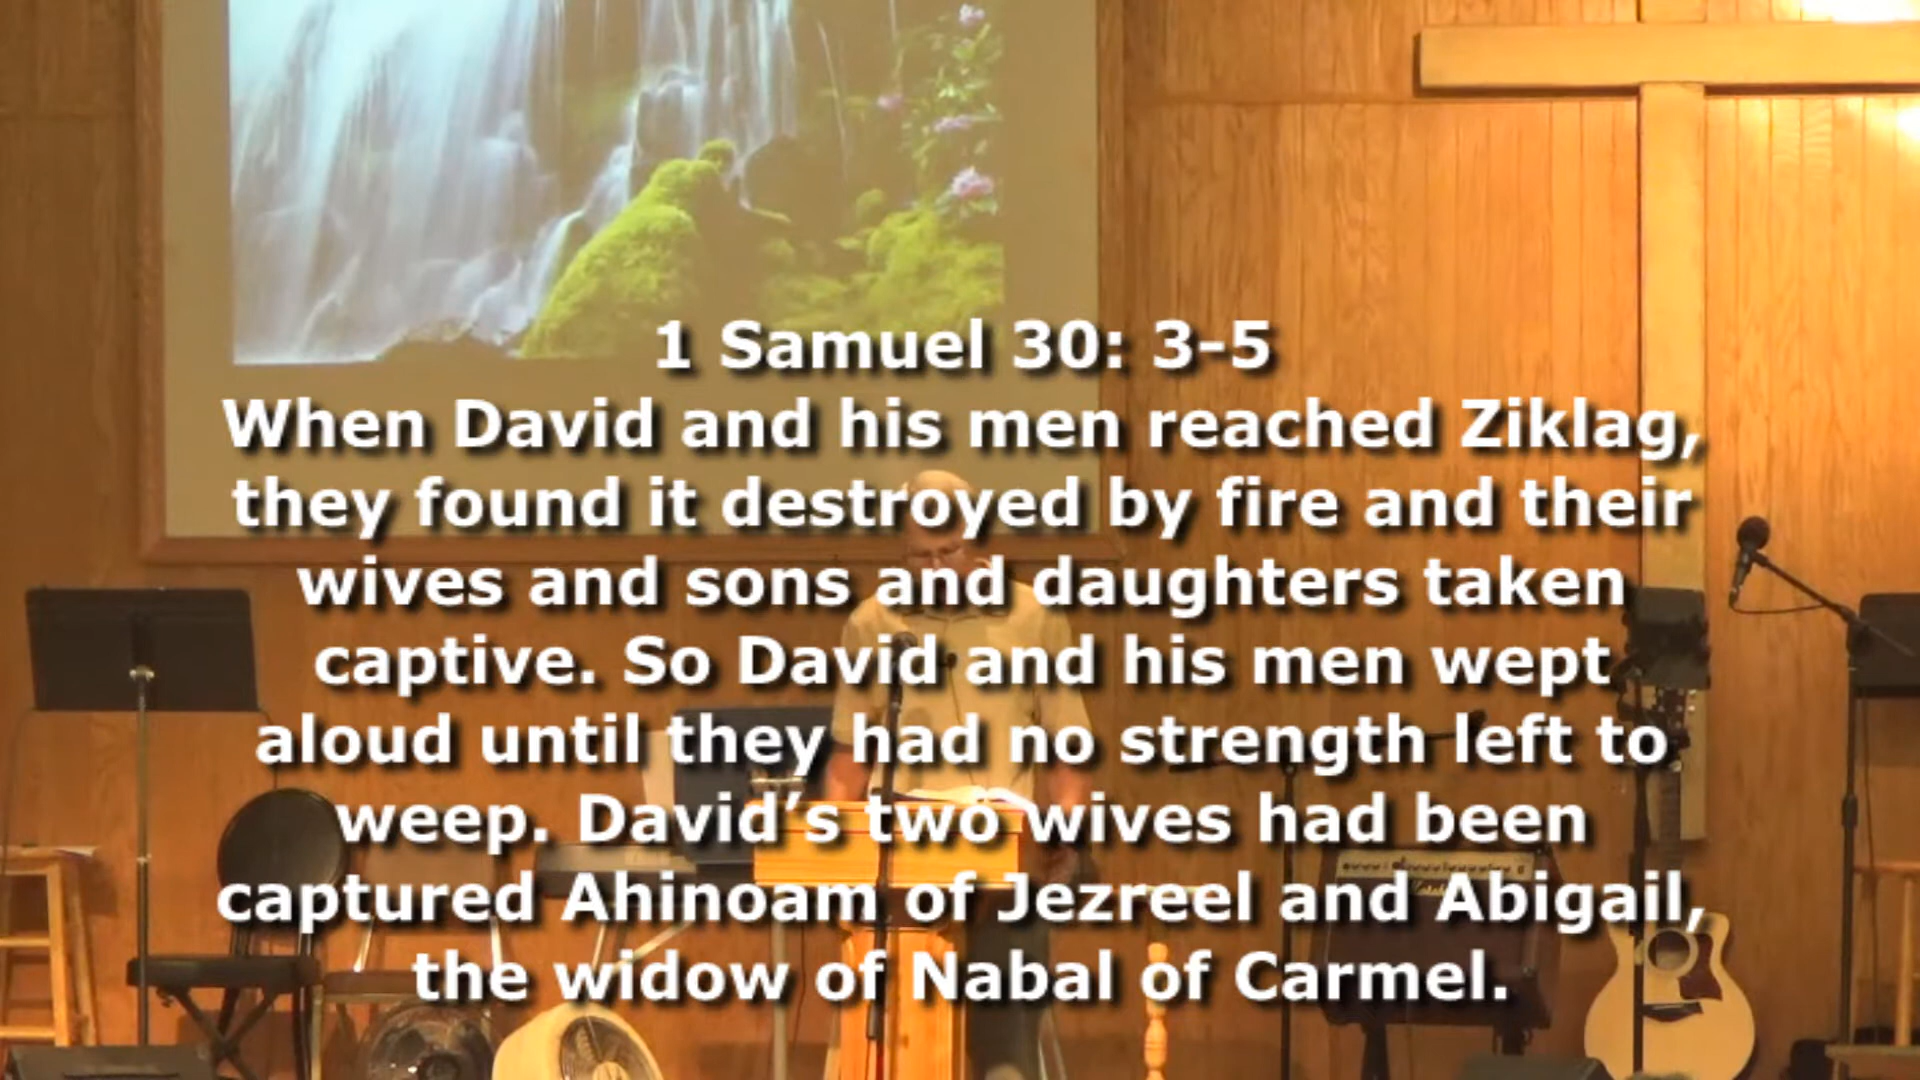 1 Samuel 30: 3-5
When David and his men reached Ziklag,
they found it destroyed by fire and their
wives and sons and daughters taken
captive. So David and his men wept
aloud until they had no strength left to
weep. David’s two wives had been
captured Ahinoam of Jezreel and Abigail,
the widow of Nabal of Carmel.